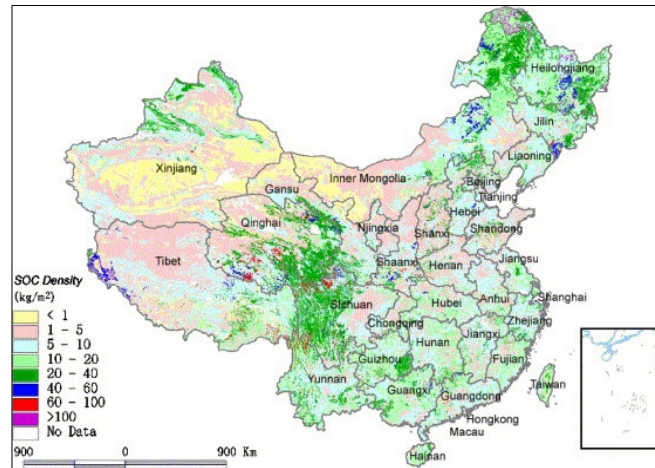 Heilongjiang
Jilin
Liaoning
Xinjiang
Inner Mongolia
Gansu
Beijing
Tianjing
Hebei
Qinghai
Njingxia
Shanxi
Shandong
Tibet
Shaanxi
Henan
Jiangsu
SOC Density
(kg/m²)
< 1
1 - 5
5 - 10
10 - 20
20 - 40
40 - 60
60 - 100
>100
No Data
Sichuan
Hubei
Anhui
Shanghai
Chongqing
Zhejiang
Hunan
Jiangxi
Guizhou
Fujian
Yunnan
Guangxi
Guangdong
Taiwan
Hongkong
Macau
Hainan
900 0 900 Km